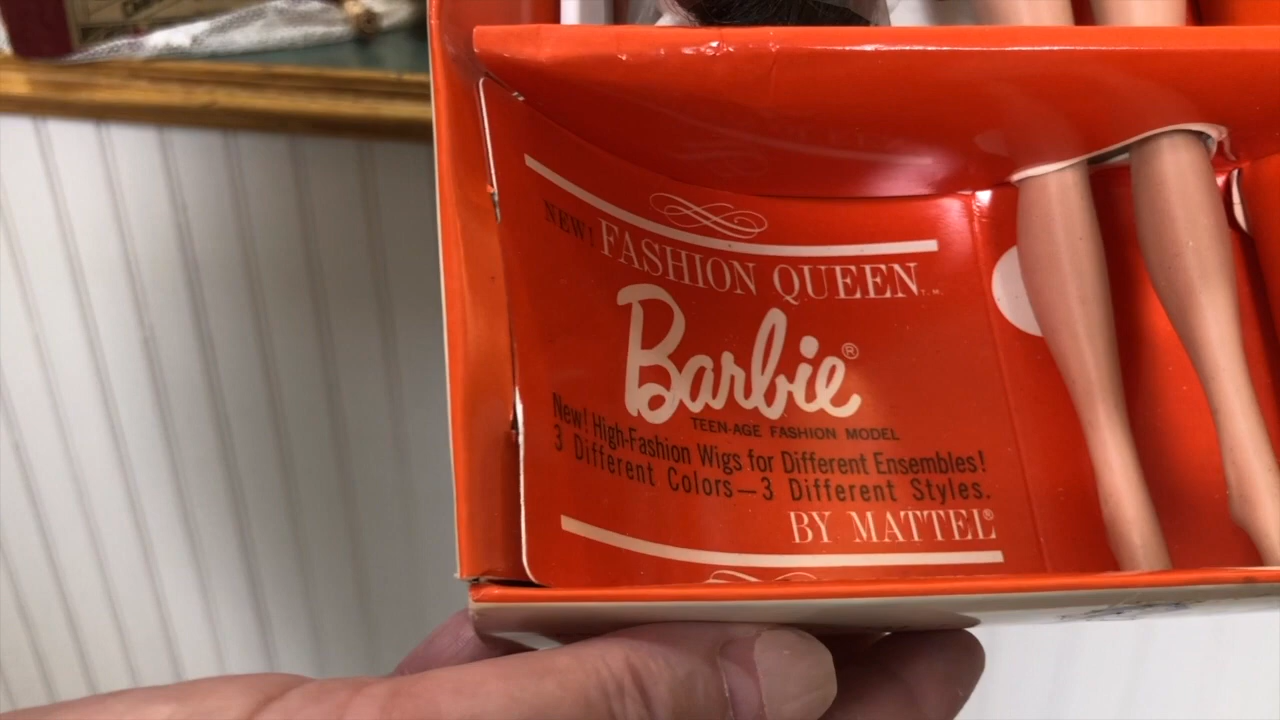 NEW! FASHION QUEEN T.M.
Barbie®
TEEN-AGE FASHION MODEL
New! High-Fashion Wigs for Different Ensembles!
3 Different Colors—3 Different Styles.
BY MATTEL®